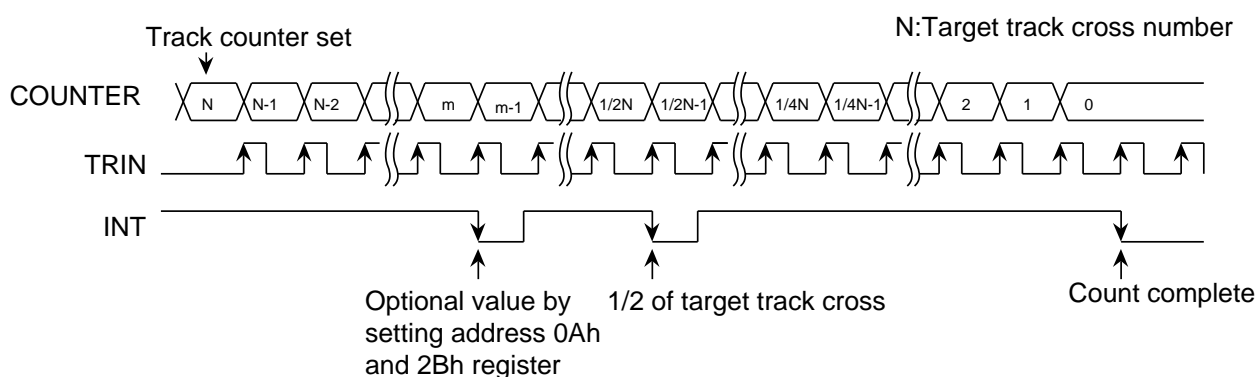 Track counter set
N:Target track cross number
COUNTER
N
N-1
N-2
m
m-1
1/2N
1/2N-1
1/4N
1/4N-1
2
1
0
TRIN
INT
Optional value by
setting address 0Ah
and 2Bh register
1/2 of target track cross
Count complete